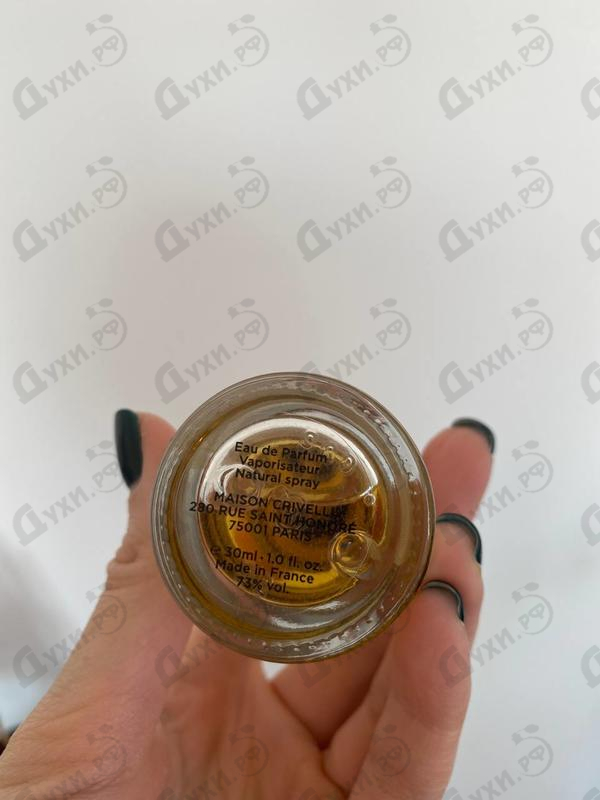 Eau de Parfum
Vaporisateur
Natural spray
MAISON CRIVELLI
280 RUE SAINT HONORÉ
75001 PARIS
℮ 30ml · 1.0 fl. oz.
Made in France
73% vol.
Духи.рф